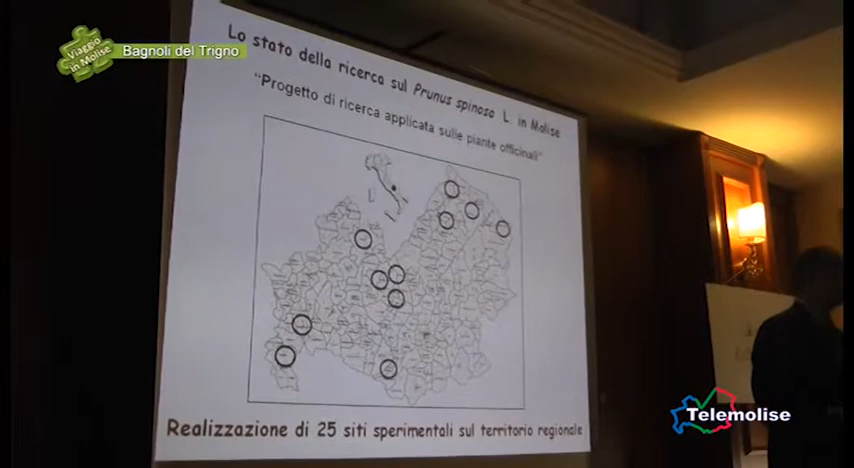 Viaggio
in Molise
Bagnoli del Trigno
Lo stato della ricerca sul Prunus spinosa L. in Molise
"Progetto di ricerca applicata sulle piante officinali"
Realizzazione di 25 siti sperimentali sul territorio regionale
Telemolise